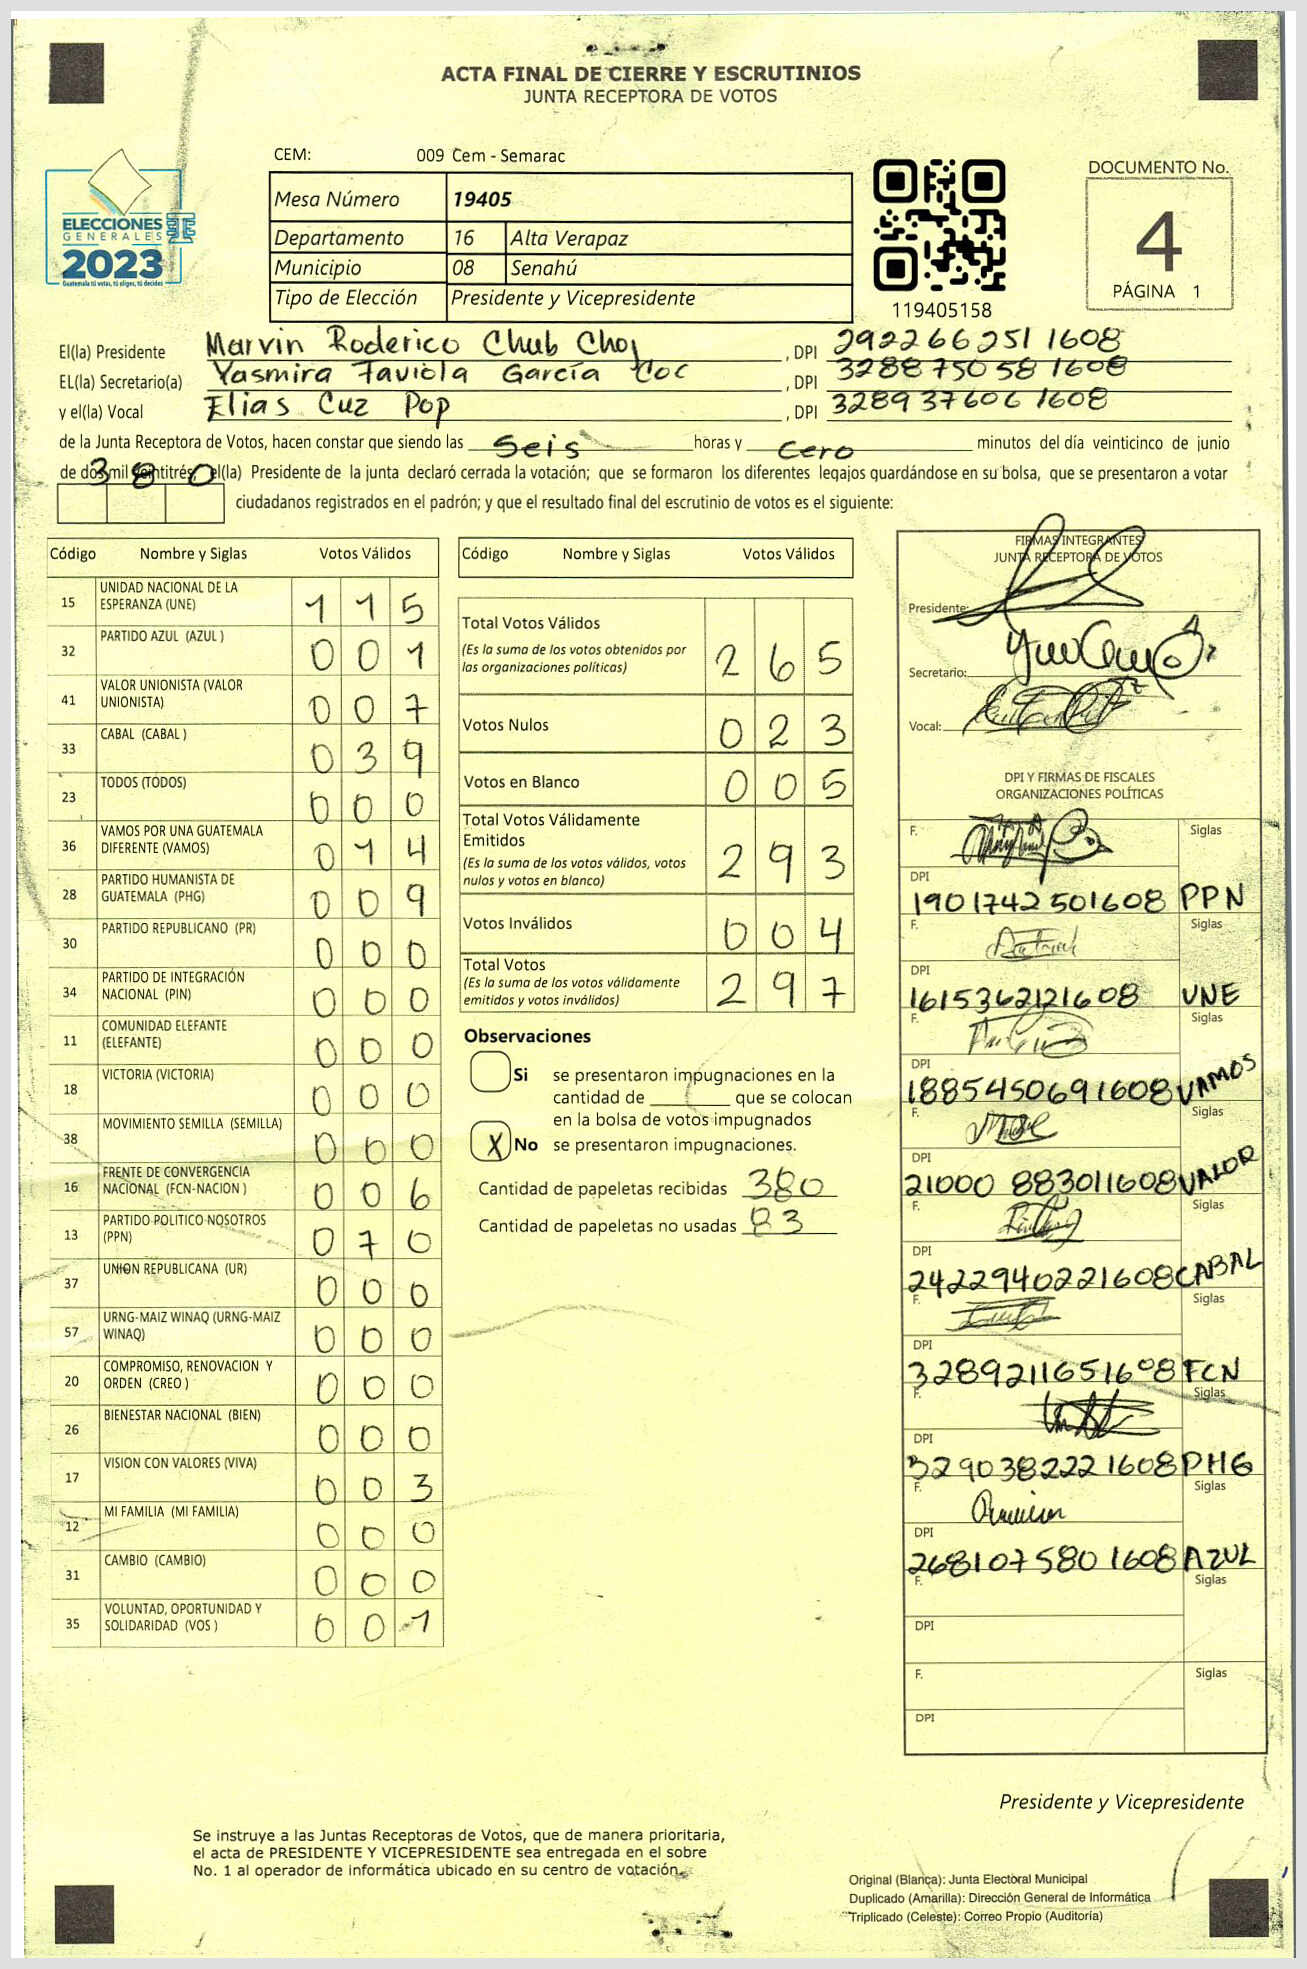 ACTA FINAL DE CIERRE Y ESCRUTINIOS
JUNTA RECEPTORA DE VOTOS
CEM: 009 Cem - Semarac
ELECCIONES
GENERALES
2023
Guatemala tú votas, tú eliges, tú decides
Mesa Número 19405
Departamento 16 Alta Verapaz
Municipio 08 Senahú
Tipo de Elección Presidente y Vicepresidente
119405158
DOCUMENTO No.
4
PÁGINA 1
El(la) Presidente Marvin Roderico Chub Choj , DPI 292266251 1608
EL(la) Secretario(a) Yasmira Faviola García Coc , DPI 328875058 1608
y el(la) Vocal Elias Cuz Pop , DPI 328937606 1608
de la Junta Receptora de Votos, hacen constar que siendo las Seis horas y Cero minutos del día veinticinco de junio
de dos mil veintitrés el(la) Presidente de la junta declaró cerrada la votación; que se formaron los diferentes legajos guardándose en su bolsa, que se presentaron a votar
380 ciudadanos registrados en el padrón; y que el resultado final del escrutinio de votos es el siguiente:
Código Nombre y Siglas Votos Válidos
15 UNIDAD NACIONAL DE LA ESPERANZA (UNE) 1 1 5
32 PARTIDO AZUL (AZUL ) 0 0 1
41 VALOR UNIONISTA (VALOR UNIONISTA) 0 0 7
33 CABAL (CABAL ) 0 3 9
23 TODOS (TODOS) 0 0 0
36 VAMOS POR UNA GUATEMALA DIFERENTE (VAMOS) 0 1 4
28 PARTIDO HUMANISTA DE GUATEMALA (PHG) 0 0 9
30 PARTIDO REPUBLICANO (PR) 0 0 0
34 PARTIDO DE INTEGRACIÓN NACIONAL (PIN) 0 0 0
11 COMUNIDAD ELEFANTE (ELEFANTE) 0 0 0
18 VICTORIA (VICTORIA) 0 0 0
38 MOVIMIENTO SEMILLA (SEMILLA) 0 0 0
16 FRENTE DE CONVERGENCIA NACIONAL (FCN-NACION ) 0 0 6
13 PARTIDO POLITICO NOSOTROS (PPN) 0 7 0
37 UNION REPUBLICANA (UR) 0 0 0
57 URNG-MAIZ WINAQ (URNG-MAIZ WINAQ) 0 0 0
20 COMPROMISO, RENOVACION Y ORDEN (CREO ) 0 0 0
26 BIENESTAR NACIONAL (BIEN) 0 0 0
17 VISION CON VALORES (VIVA) 0 0 3
12 MI FAMILIA (MI FAMILIA) 0 0 0
31 CAMBIO (CAMBIO) 0 0 0
35 VOLUNTAD, OPORTUNIDAD Y SOLIDARIDAD (VOS ) 0 0 1
Código Nombre y Siglas Votos Válidos
Total Votos Válidos 2 6 5
(Es la suma de los votos obtenidos por
las organizaciones políticas)
Votos Nulos 0 2 3
Votos en Blanco 0 0 5
Total Votos Válidamente
Emitidos 2 9 3
(Es la suma de los votos válidos, votos
nulos y votos en blanco)
Votos Inválidos 0 0 4
Total Votos 2 9 7
(Es la suma de los votos válidamente
emitidos y votos inválidos)
Observaciones
Si se presentaron impugnaciones en la
cantidad de ______ que se colocan
en la bolsa de votos impugnados
X No se presentaron impugnaciones.
Cantidad de papeletas recibidas 380
Cantidad de papeletas no usadas 83
FIRMAS INTEGRANTES
JUNTA RECEPTORA DE VOTOS
Presidente:
Secretario:
Vocal:
DPI Y FIRMAS DE FISCALES
ORGANIZACIONES POLÍTICAS
F. Siglas
DPI
1901742501608 PPN
F. Siglas
DPI
1615362121608 UNE
F. Siglas
DPI
1885450691608 VAMOS
F. Siglas
DPI
21000 883011608 VALOR
F. Siglas
DPI
2422940221608 CABAL
F. Siglas
DPI
3289211651608 FCN
F. Siglas
DPI
3290382221608 PHG
F. Siglas
DPI
268107580 1608 AZUL
F. Siglas
DPI
F. Siglas
DPI
Presidente y Vicepresidente
Se instruye a las Juntas Receptoras de Votos, que de manera prioritaria,
el acta de PRESIDENTE Y VICEPRESIDENTE sea entregada en el sobre
No. 1 al operador de informática ubicado en su centro de votación.
Original (Blanca): Junta Electoral Municipal
Duplicado (Amarilla): Dirección General de Informática
Triplicado (Celeste): Correo Propio (Auditoría)